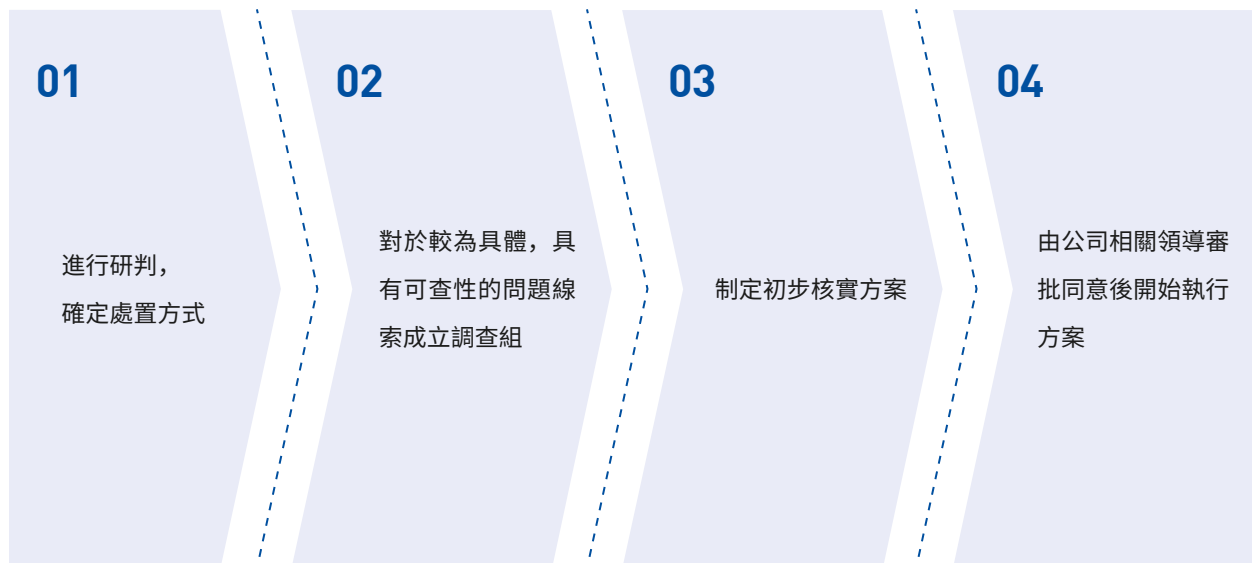 01
進行研判，
確定處置方式
02
對於較為具體，具
有可查性的問題線
索成立調查組
03
制定初步核實方案
04
由公司相關領導審
批同意後開始執行
方案